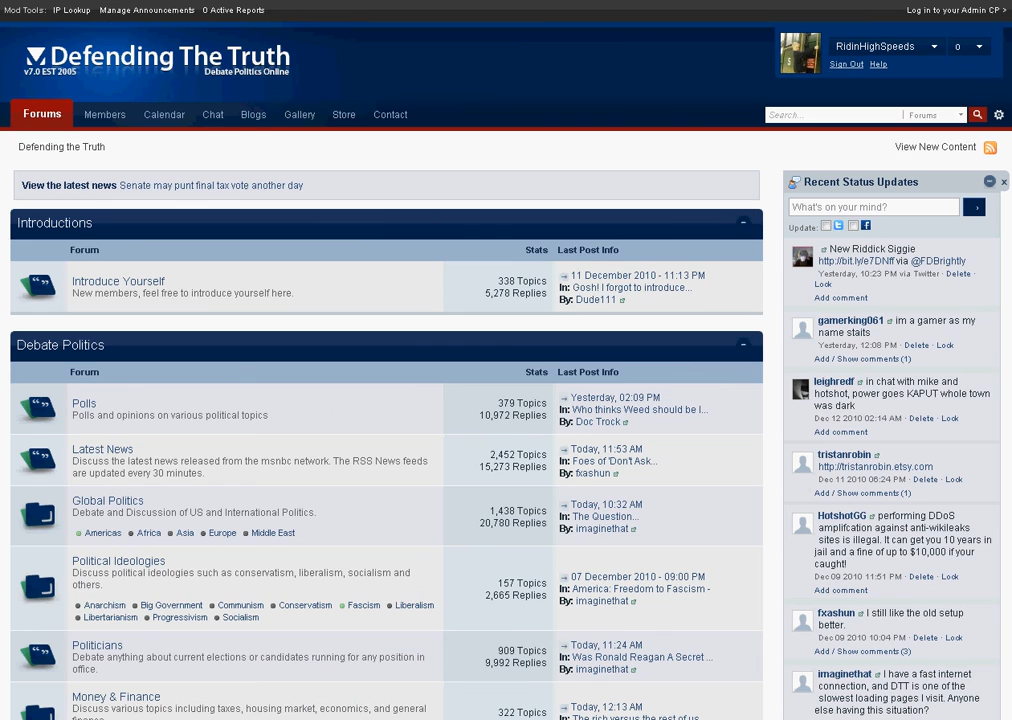 Mod Tools: IP Lookup Manage Announcements 0 Active Reports
Log in to your Admin CP >
Defending The Truth
v7.0 EST 2005 Debate Politics Online
RidinHighSpeeds 0
Sign Out Help
Forums Members Calendar Chat Blogs Gallery Store Contact
Search... Forums
Defending the Truth
View New Content
View the latest news Senate may punt final tax vote another day
Introductions
Forum Stats Last Post Info
Introduce Yourself
New members, feel free to introduce yourself here.
338 Topics
5,278 Replies
11 December 2010 - 11:13 PM
In: Gosh! I forgot to introduce...
By: Dude111
Debate Politics
Forum Stats Last Post Info
Polls
Polls and opinions on various political topics
379 Topics
10,972 Replies
Yesterday, 02:09 PM
In: Who thinks Weed should be l...
By: Doc Trock
Latest News
Discuss the latest news released from the msnbc network. The RSS News feeds
are updated every 30 minutes.
2,452 Topics
15,273 Replies
Today, 11:53 AM
In: Foes of 'Don't Ask...
By: fxashun
Global Politics
Debate and Discussion of US and International Politics.
Americas Africa Asia Europe Middle East
1,438 Topics
20,780 Replies
Today, 10:32 AM
In: The Question...
By: imaginethat
Political Ideologies
Discuss political ideologies such as conservatism, liberalism, socialism and
others.
Anarchism Big Government Communism Conservatism Fascism Liberalism
Libertarianism Progressivism Socialism
157 Topics
2,665 Replies
07 December 2010 - 09:00 PM
In: America: Freedom to Fascism -
By: imaginethat
Politicians
Debate anything about current elections or candidates running for any position in
office.
909 Topics
9,992 Replies
Today, 11:24 AM
In: Was Ronald Reagan A Secret ...
By: imaginethat
Money & Finance
Discuss various topics including taxes, housing market, economics, and general
finance.
322 Topics
Today, 12:13 AM
In: The rich versus the rest of us
Recent Status Updates
x
What's on your mind?
Update:
New Riddick Siggie
http://bit.ly/e7DNff via @FDBrightly
Yesterday, 10:23 PM via Twitter · Delete ·
Lock
Add comment
gamerking061 im a gamer as my
name staits
Yesterday, 12:08 PM · Delete · Lock
Add / Show comments (1)
leighredf in chat with mike and
hotshot, power goes KAPUT whole town
was dark
Dec 12 2010 02:14 AM · Delete · Lock
Add comment
tristanrobin
http://tristanrobin.etsy.com
Dec 11 2010 06:24 PM · Delete · Lock
Add / Show comments (1)
HotshotGG performing DDoS
amplifcation against anti-wikileaks
sites is illegal. It can get you 10 years in
jail and a fine of up to $10,000 if your
caught!
Dec 09 2010 11:51 PM · Delete · Lock
Add comment
fxashun I still like the old setup
better.
Dec 09 2010 10:04 PM · Delete · Lock
Add / Show comments (3)
imaginethat I have a fast internet
connection, and DTT is one of the
slowest loading pages I visit. Anyone
else having this situation?